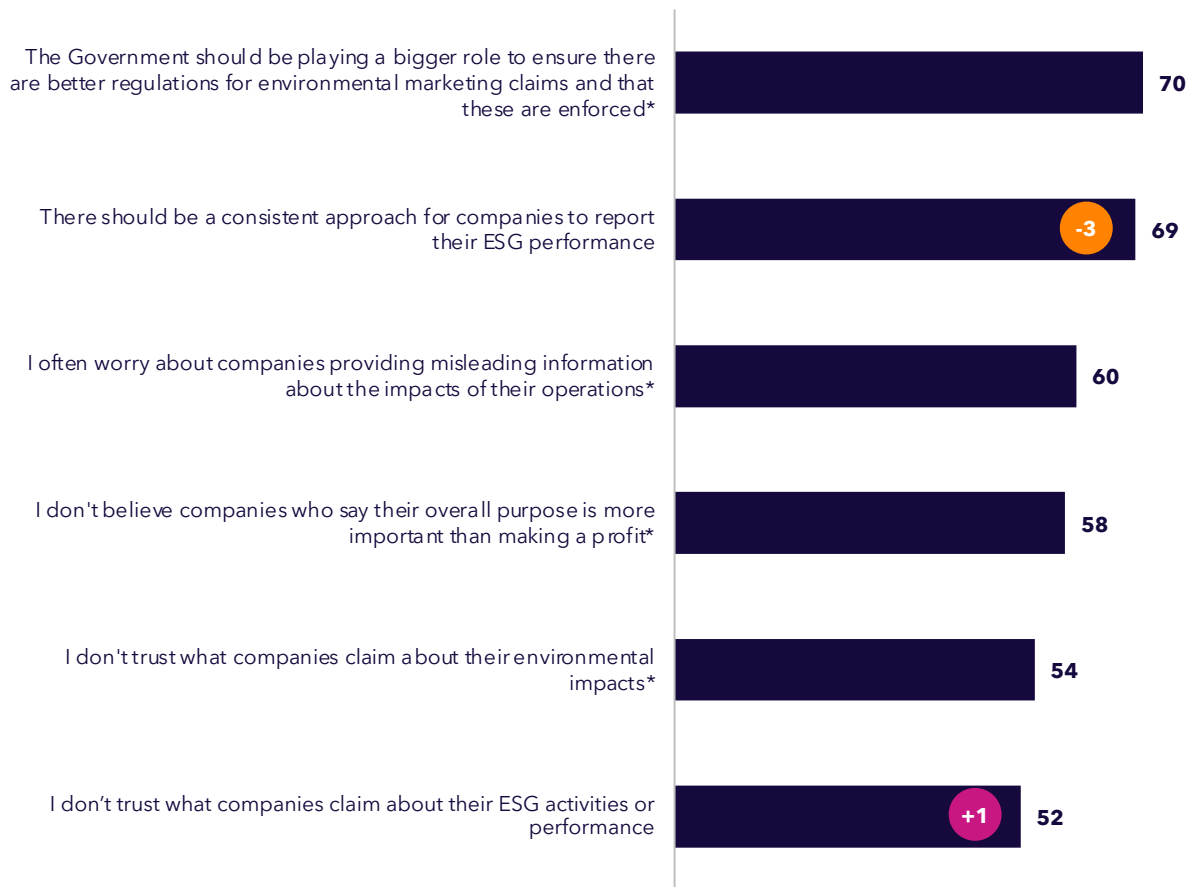 The Government should be playing a bigger role to ensure there
are better regulations for environmental marketing claims and that
these are enforced*
70
There should be a consistent approach for companies to report
their ESG performance
-3
69
I often worry about companies providing misleading information
about the impacts of their operations*
60
I don't believe companies who say their overall purpose is more
important than making a profit*
58
I don't trust what companies claim about their environmental
impacts*
54
I don’t trust what companies claim about their ESG activities or
performance
+1
52